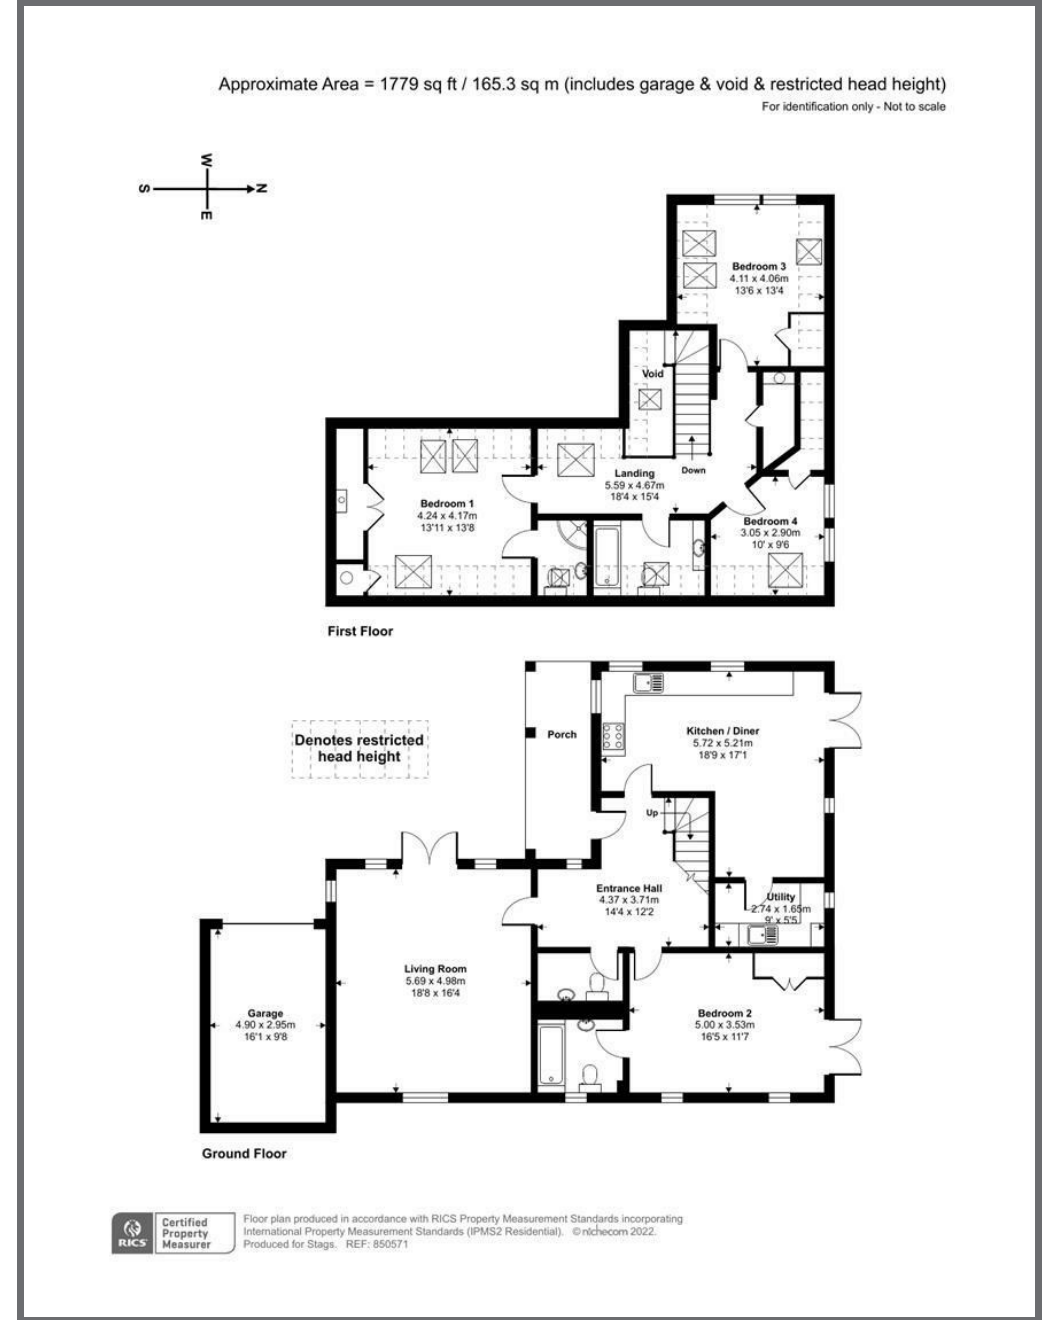 Approximate Area = 1779 sq ft / 165.3 sq m (includes garage & void & restricted head height)
For identification only - Not to scale
W
S
N
E
Bedroom 3
4.11 x 4.06m
13'6 x 13'4
Void
Down
Landing
5.59 x 4.67m
18'4 x 15'4
Bedroom 1
4.24 x 4.17m
13'11 x 13'8
Bedroom 4
3.05 x 2.90m
10' x 9'6
First Floor
Denotes restricted
head height
Porch
Kitchen / Diner
5.72 x 5.21m
18'9 x 17'1
Up
Entrance Hall
4.37 x 3.71m
14'4 x 12'2
Utility
2.74 x 1.65m
9' x 5'5
Living Room
5.69 x 4.98m
18'8 x 16'4
Garage
4.90 x 2.95m
16'1 x 9'8
Bedroom 2
5.00 x 3.53m
16'5 x 11'7
Ground Floor
RICS
Certified
Property
Measurer
Floor plan produced in accordance with RICS Property Measurement Standards incorporating
International Property Measurement Standards (IPMS2 Residential). © nichecom 2022.
Produced for Stags. REF: 850571